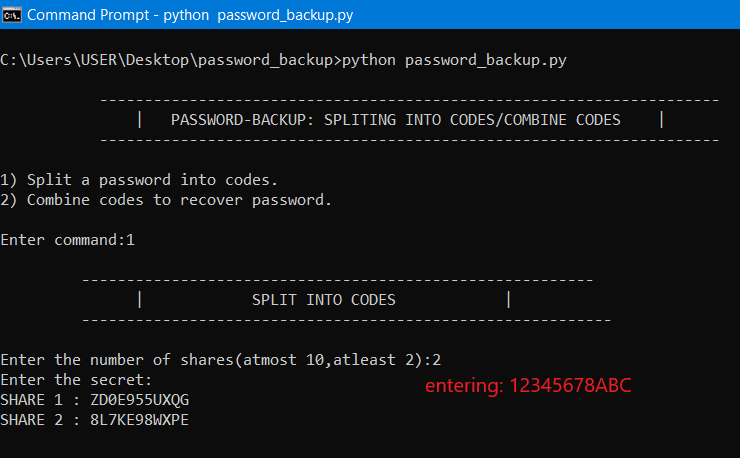 Command Prompt - python password_backup.py
C:\Users\USER\Desktop\password_backup>python password_backup.py
---------------------------------------------------------------------
| PASSWORD-BACKUP: SPLITING INTO CODES/COMBINE CODES |
---------------------------------------------------------------------
1) Split a password into codes.
2) Combine codes to recover password.
Enter command:1
---------------------------------------------------------
| SPLIT INTO CODES |
-----------------------------------------------------------
Enter the number of shares(atmost 10,atleast 2):2
Enter the secret:
entering: 12345678ABC
SHARE 1 : ZD0E955UXQG
SHARE 2 : 8L7KE98WXPE